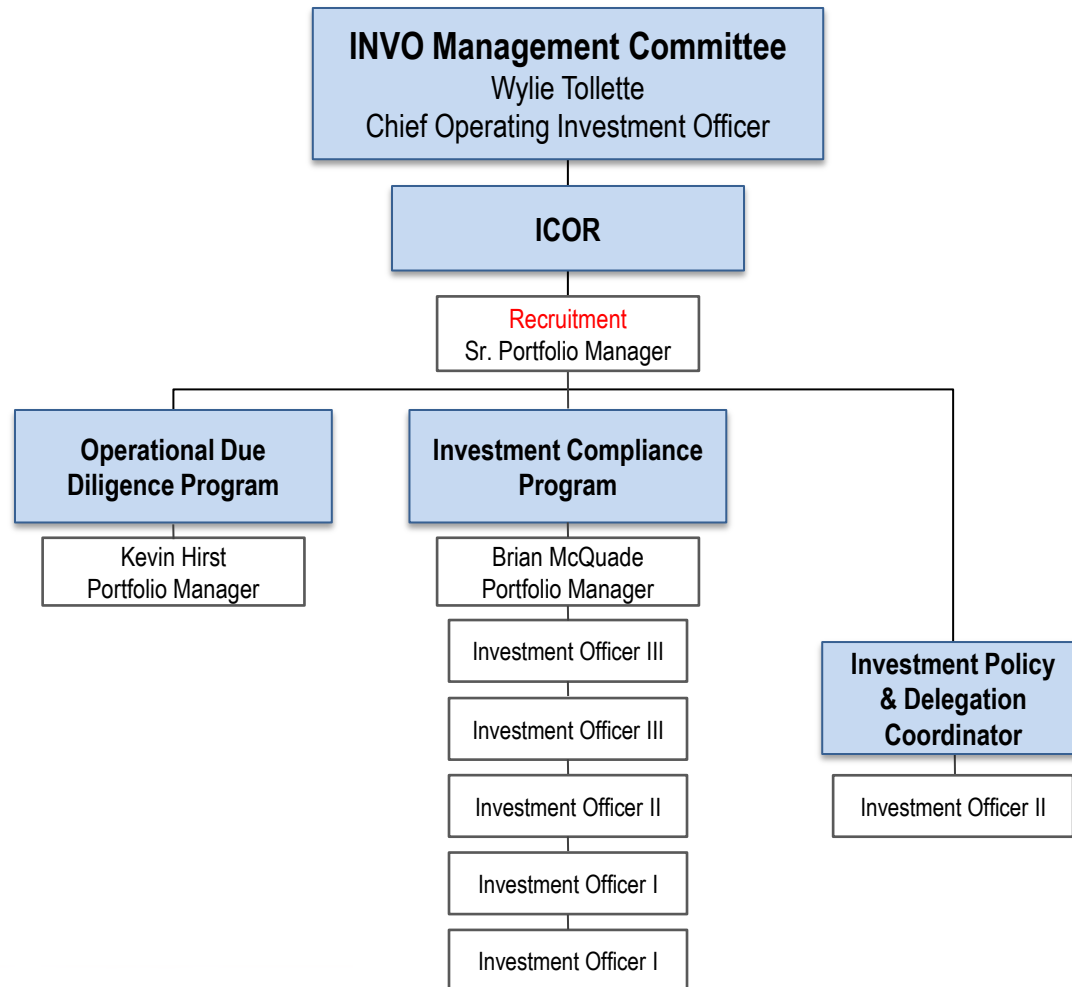 INVO Management Committee
Wylie Tollette
Chief Operating Investment Officer
ICOR
Recruitment
Sr. Portfolio Manager
Operational Due
Diligence Program
Kevin Hirst
Portfolio Manager
Investment Compliance
Program
Brian McQuade
Portfolio Manager
Investment Officer III
Investment Officer III
Investment Officer II
Investment Officer I
Investment Officer I
Investment Policy
& Delegation
Coordinator
Investment Officer II